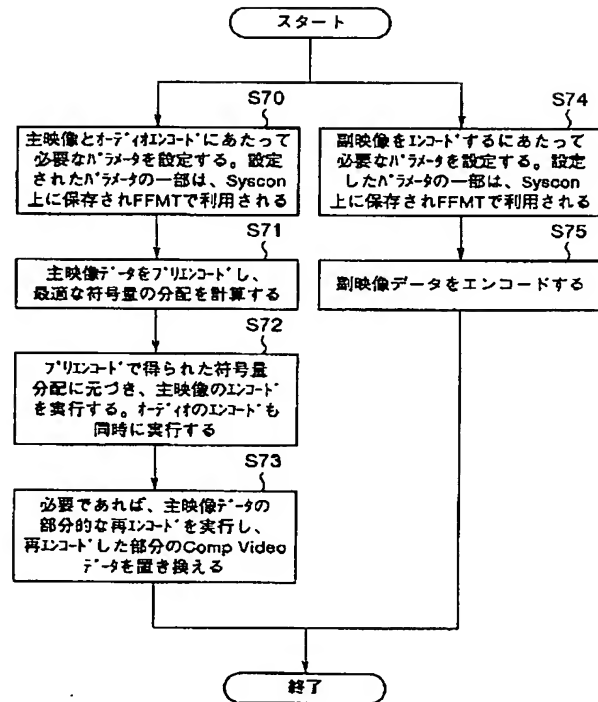 スタート
S70
主映像とオーディオエンコードにあたって
必要なパラメータを設定する。設定
されたパラメータの一部は、Syscon
上に保存されFFMTで利用される
S71
主映像データをプリエンコードし、
最適な符号量の分配を計算する
S72
プリエンコードで得られた符号量
分配に元づき、主映像のエンコード
を実行する。オーディオのエンコードも
同時に実行する
S73
必要であれば、主映像データの
部分的な再エンコードを実行し、
再エンコードした部分のComp Video
データを置き換える
S74
副映像をエンコードするにあたって
必要なパラメータを設定する。設定
したパラメータの一部は、Syscon
上に保存されFFMTで利用される
S75
副映像データをエンコードする
終了